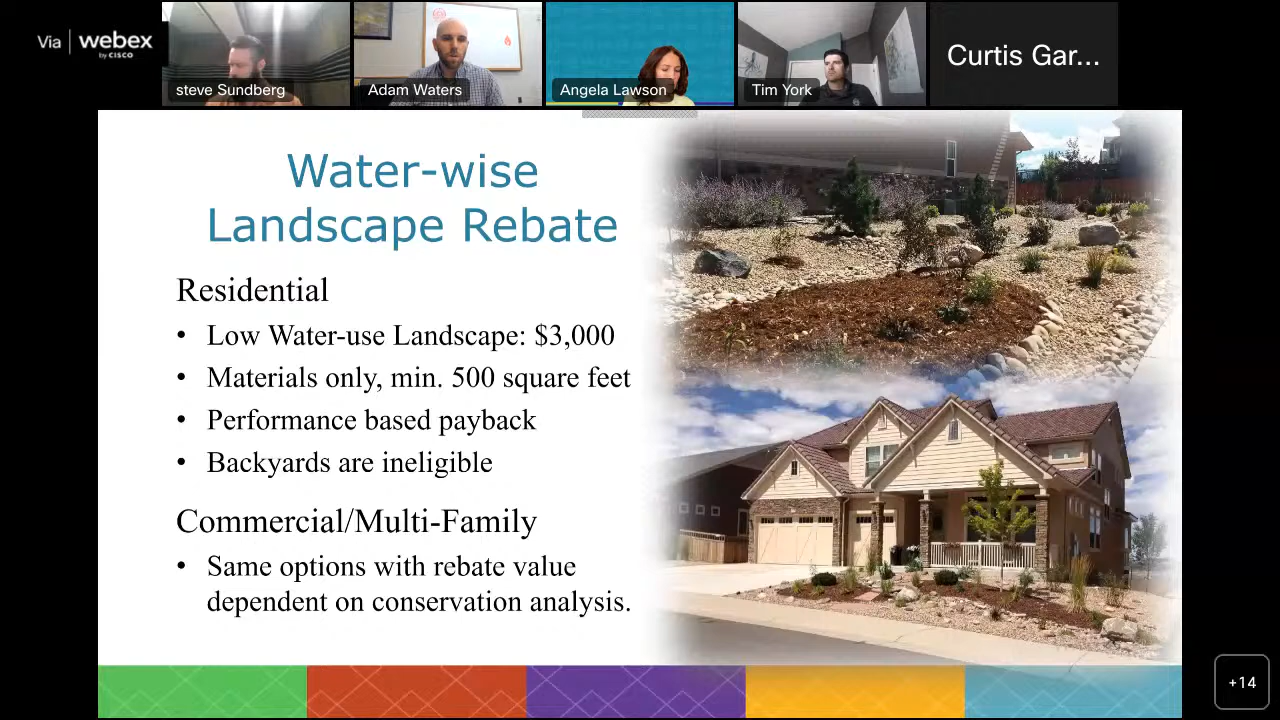 Via | webex
by CISCO
steve Sundberg
Adam Waters
Angela Lawson
Tim York
Curtis Gar...
Water-wise
Landscape Rebate
Residential
• Low Water-use Landscape: $3,000
• Materials only, min. 500 square feet
• Performance based payback
• Backyards are ineligible
Commercial/Multi-Family
• Same options with rebate value
dependent on conservation analysis.
+14